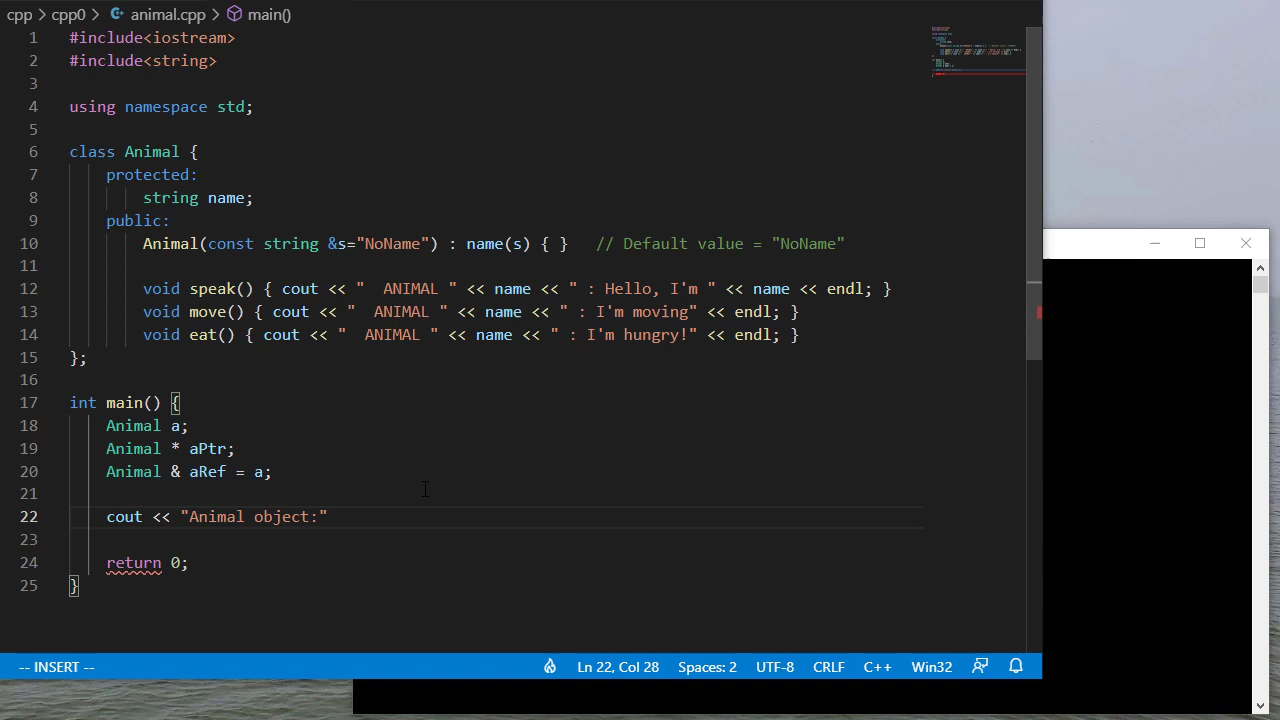 cpp > cpp0 > animal.cpp > main()
1 #include<iostream>
2 #include<string>
3
4 using namespace std;
5
6 class Animal {
7 protected:
8 string name;
9 public:
10 Animal(const string &s="NoName") : name(s) { } // Default value = "NoName"
11
12 void speak() { cout << "  ANIMAL " << name << " : Hello, I'm " << name << endl; }
13 void move() { cout << "  ANIMAL " << name << " : I'm moving" << endl; }
14 void eat() { cout << "  ANIMAL " << name << " : I'm hungry!" << endl; }
15 };
16
17 int main() {
18 Animal a;
19 Animal * aPtr;
20 Animal & aRef = a;
21
22 cout << "Animal object:"
23
24 return 0;
25 }
-- INSERT -- Ln 22, Col 28 Spaces: 2 UTF-8 CRLF C++ Win32